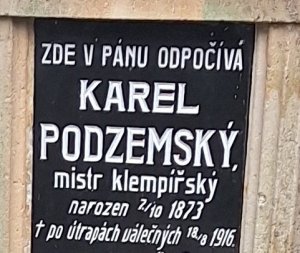 ZDE V PÁNU ODPOČÍVÁ
KAREL
PODZEMSKÝ,
mistr klempířský
narozen 2/10 1873
† po útrapách válečných 18./8 1916.